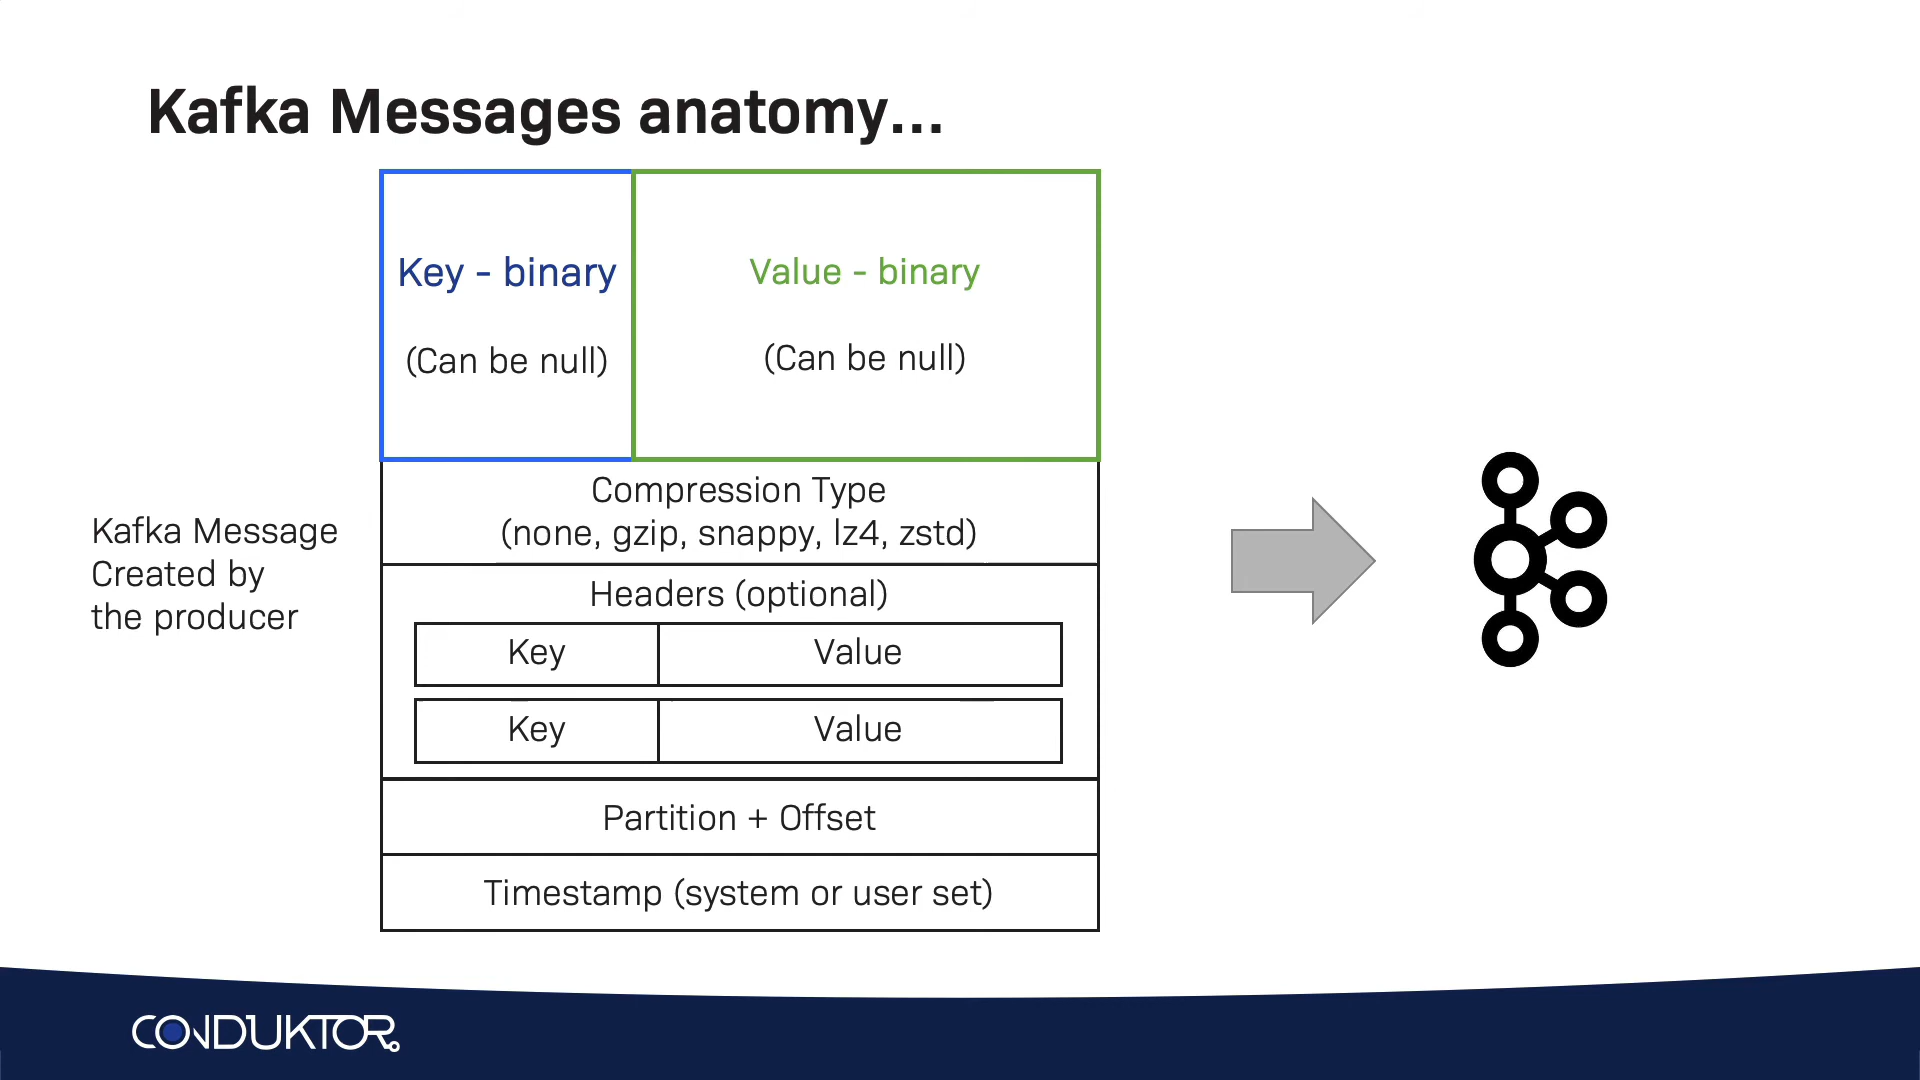 Kafka Messages anatomy...
Key - binary
(Can be null)
Value - binary
(Can be null)
Compression Type
(none, gzip, snappy, lz4, zstd)
Kafka Message
Created by
the producer
Headers (optional)
Key Value
Key Value
Partition + Offset
Timestamp (system or user set)
CONDUKTOR